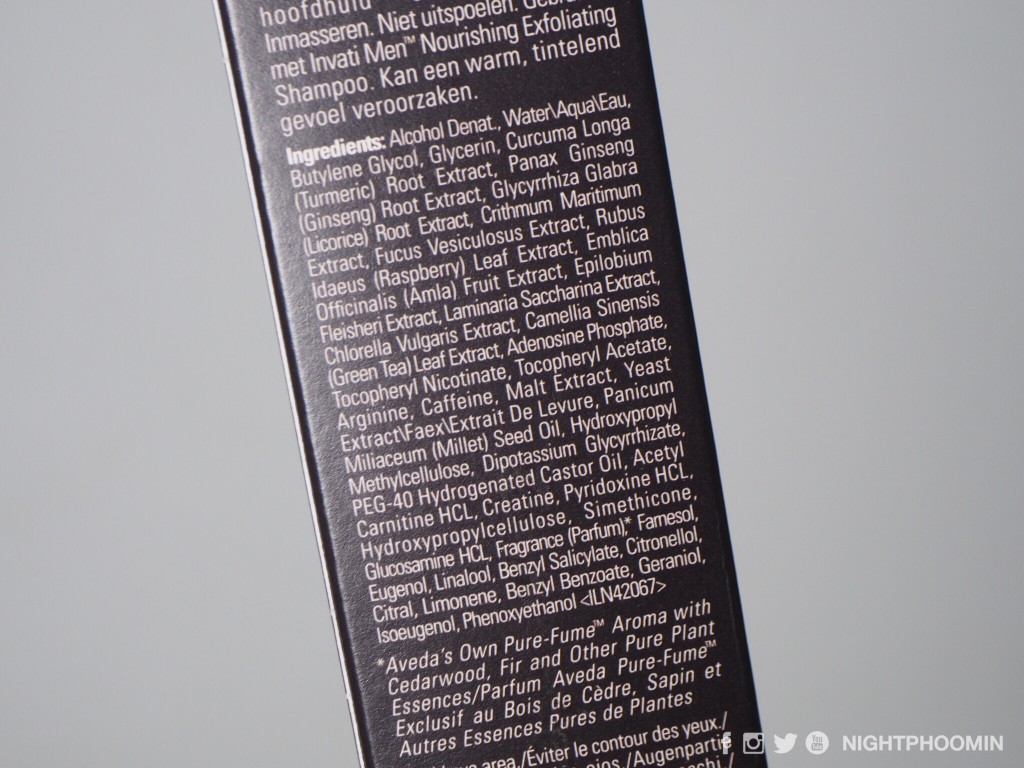 hoofdhuid
Inmasseren. Niet uitspoelen.
met Invati Men™ Nourishing Exfoliating
Shampoo. Kan een warm, tintelend
gevoel veroorzaken.
Ingredients: Alcohol Denat., Water\Aqua\Eau,
Butylene Glycol, Glycerin, Curcuma Longa
(Turmeric) Root Extract, Panax Ginseng
(Ginseng) Root Extract, Glycyrrhiza Glabra
(Licorice) Root Extract, Crithmum Maritimum
Extract, Fucus Vesiculosus Extract, Rubus
Idaeus (Raspberry) Leaf Extract, Emblica
Officinalis (Amla) Fruit Extract, Epilobium
Fleisheri Extract, Laminaria Saccharina Extract,
Chlorella Vulgaris Extract, Camellia Sinensis
(Green Tea) Leaf Extract, Adenosine Phosphate,
Tocopheryl Nicotinate, Tocopheryl Acetate,
Arginine, Caffeine, Malt Extract, Yeast
Extract\Faex\Extrait De Levure, Panicum
Miliaceum (Millet) Seed Oil, Hydroxypropyl
Methylcellulose, Dipotassium Glycyrrhizate,
PEG-40 Hydrogenated Castor Oil, Acetyl
Carnitine HCL, Creatine, Pyridoxine HCL,
Hydroxypropylcellulose, Simethicone,
Glucosamine HCL, Fragrance (Parfum),* Farnesol,
Eugenol, Linalool, Benzyl Salicylate, Citronellol,
Citral, Limonene, Benzyl Benzoate, Geraniol,
Isoeugenol, Phenoxyethanol <ILN42067>
*Aveda's Own Pure-Fume™ Aroma with
Cedarwood, Fir and Other Pure Plant
Essences/Parfum Aveda Pure-Fume™
Exclusif au Bois de Cèdre, Sapin et
Autres Essences Pures de Plantes
area./Éviter le contour des yeux./
ojos./Augenpartie
NIGHTPHOOMIN